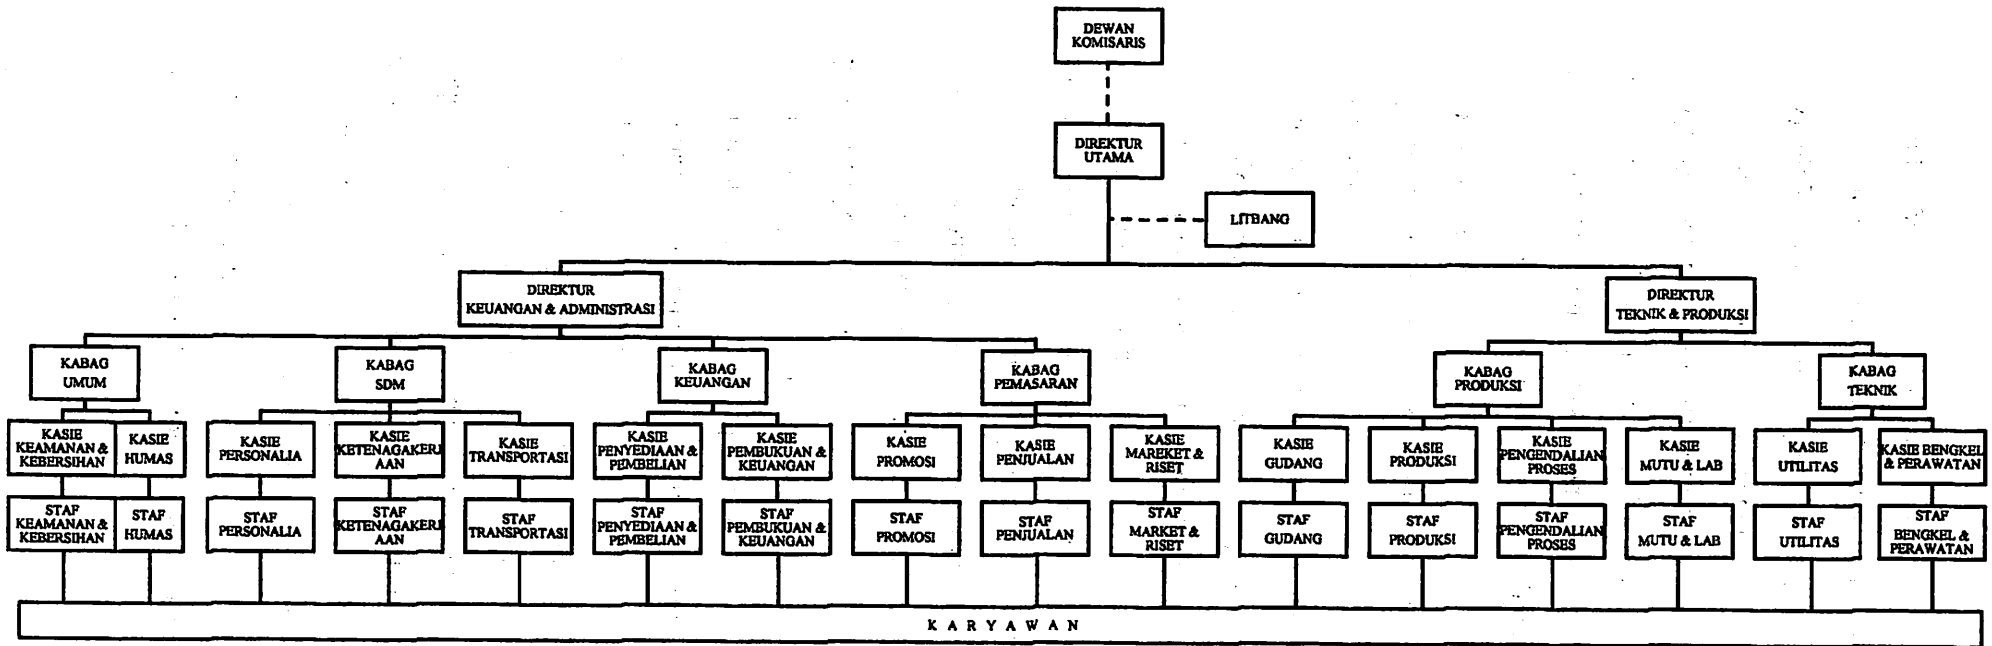 DEWAN
KOMISARIS
DIREKTUR
UTAMA
LITBANG
DIREKTUR
KEUANGAN & ADMINISTRASI
DIREKTUR
TEKNIK & PRODUKSI
KABAG
UMUM
KABAG
SDM
KABAG
KEUANGAN
KABAG
PEMASARAN
KABAG
PRODUKSI
KABAG
TEKNIK
KASIE
KEAMANAN &
KEBERSIHAN
KASIE
HUMAS
KASIE
PERSONALIA
KASIE
KETENAGAKERJ
AAN
KASIE
TRANSPORTASI
KASIE
PENYEDIAAN &
PEMBELIAN
KASIE
PEMBUKUAN &
KEUANGAN
KASIE
PROMOSI
KASIE
PENJUALAN
KASIE
MAREKET &
RISET
KASIE
GUDANG
KASIE
PRODUKSI
KASIE
PENGENDALIAN
PROSES
KASIE
MUTU & LAB
KASIE
UTILITAS
KASIE BENGKEL
& PERAWATAN
STAF
KEAMANAN &
KEBERSIHAN
STAF
HUMAS
STAF
PERSONALIA
STAF
KETENAGAKERJ
AAN
STAF
TRANSPORTASI
STAF
PENYEDIAAN &
PEMBELIAN
STAF
PEMBUKUAN &
KEUANGAN
STAF
PROMOSI
STAF
PENJUALAN
STAF
MARKET &
RISET
STAF
GUDANG
STAF
PRODUKSI
STAF
PENGENDALIAN
PROSES
STAF
MUTU & LAB
STAF
UTILITAS
STAF
BENGKEL &
PERAWATAN
K A R Y A W A N